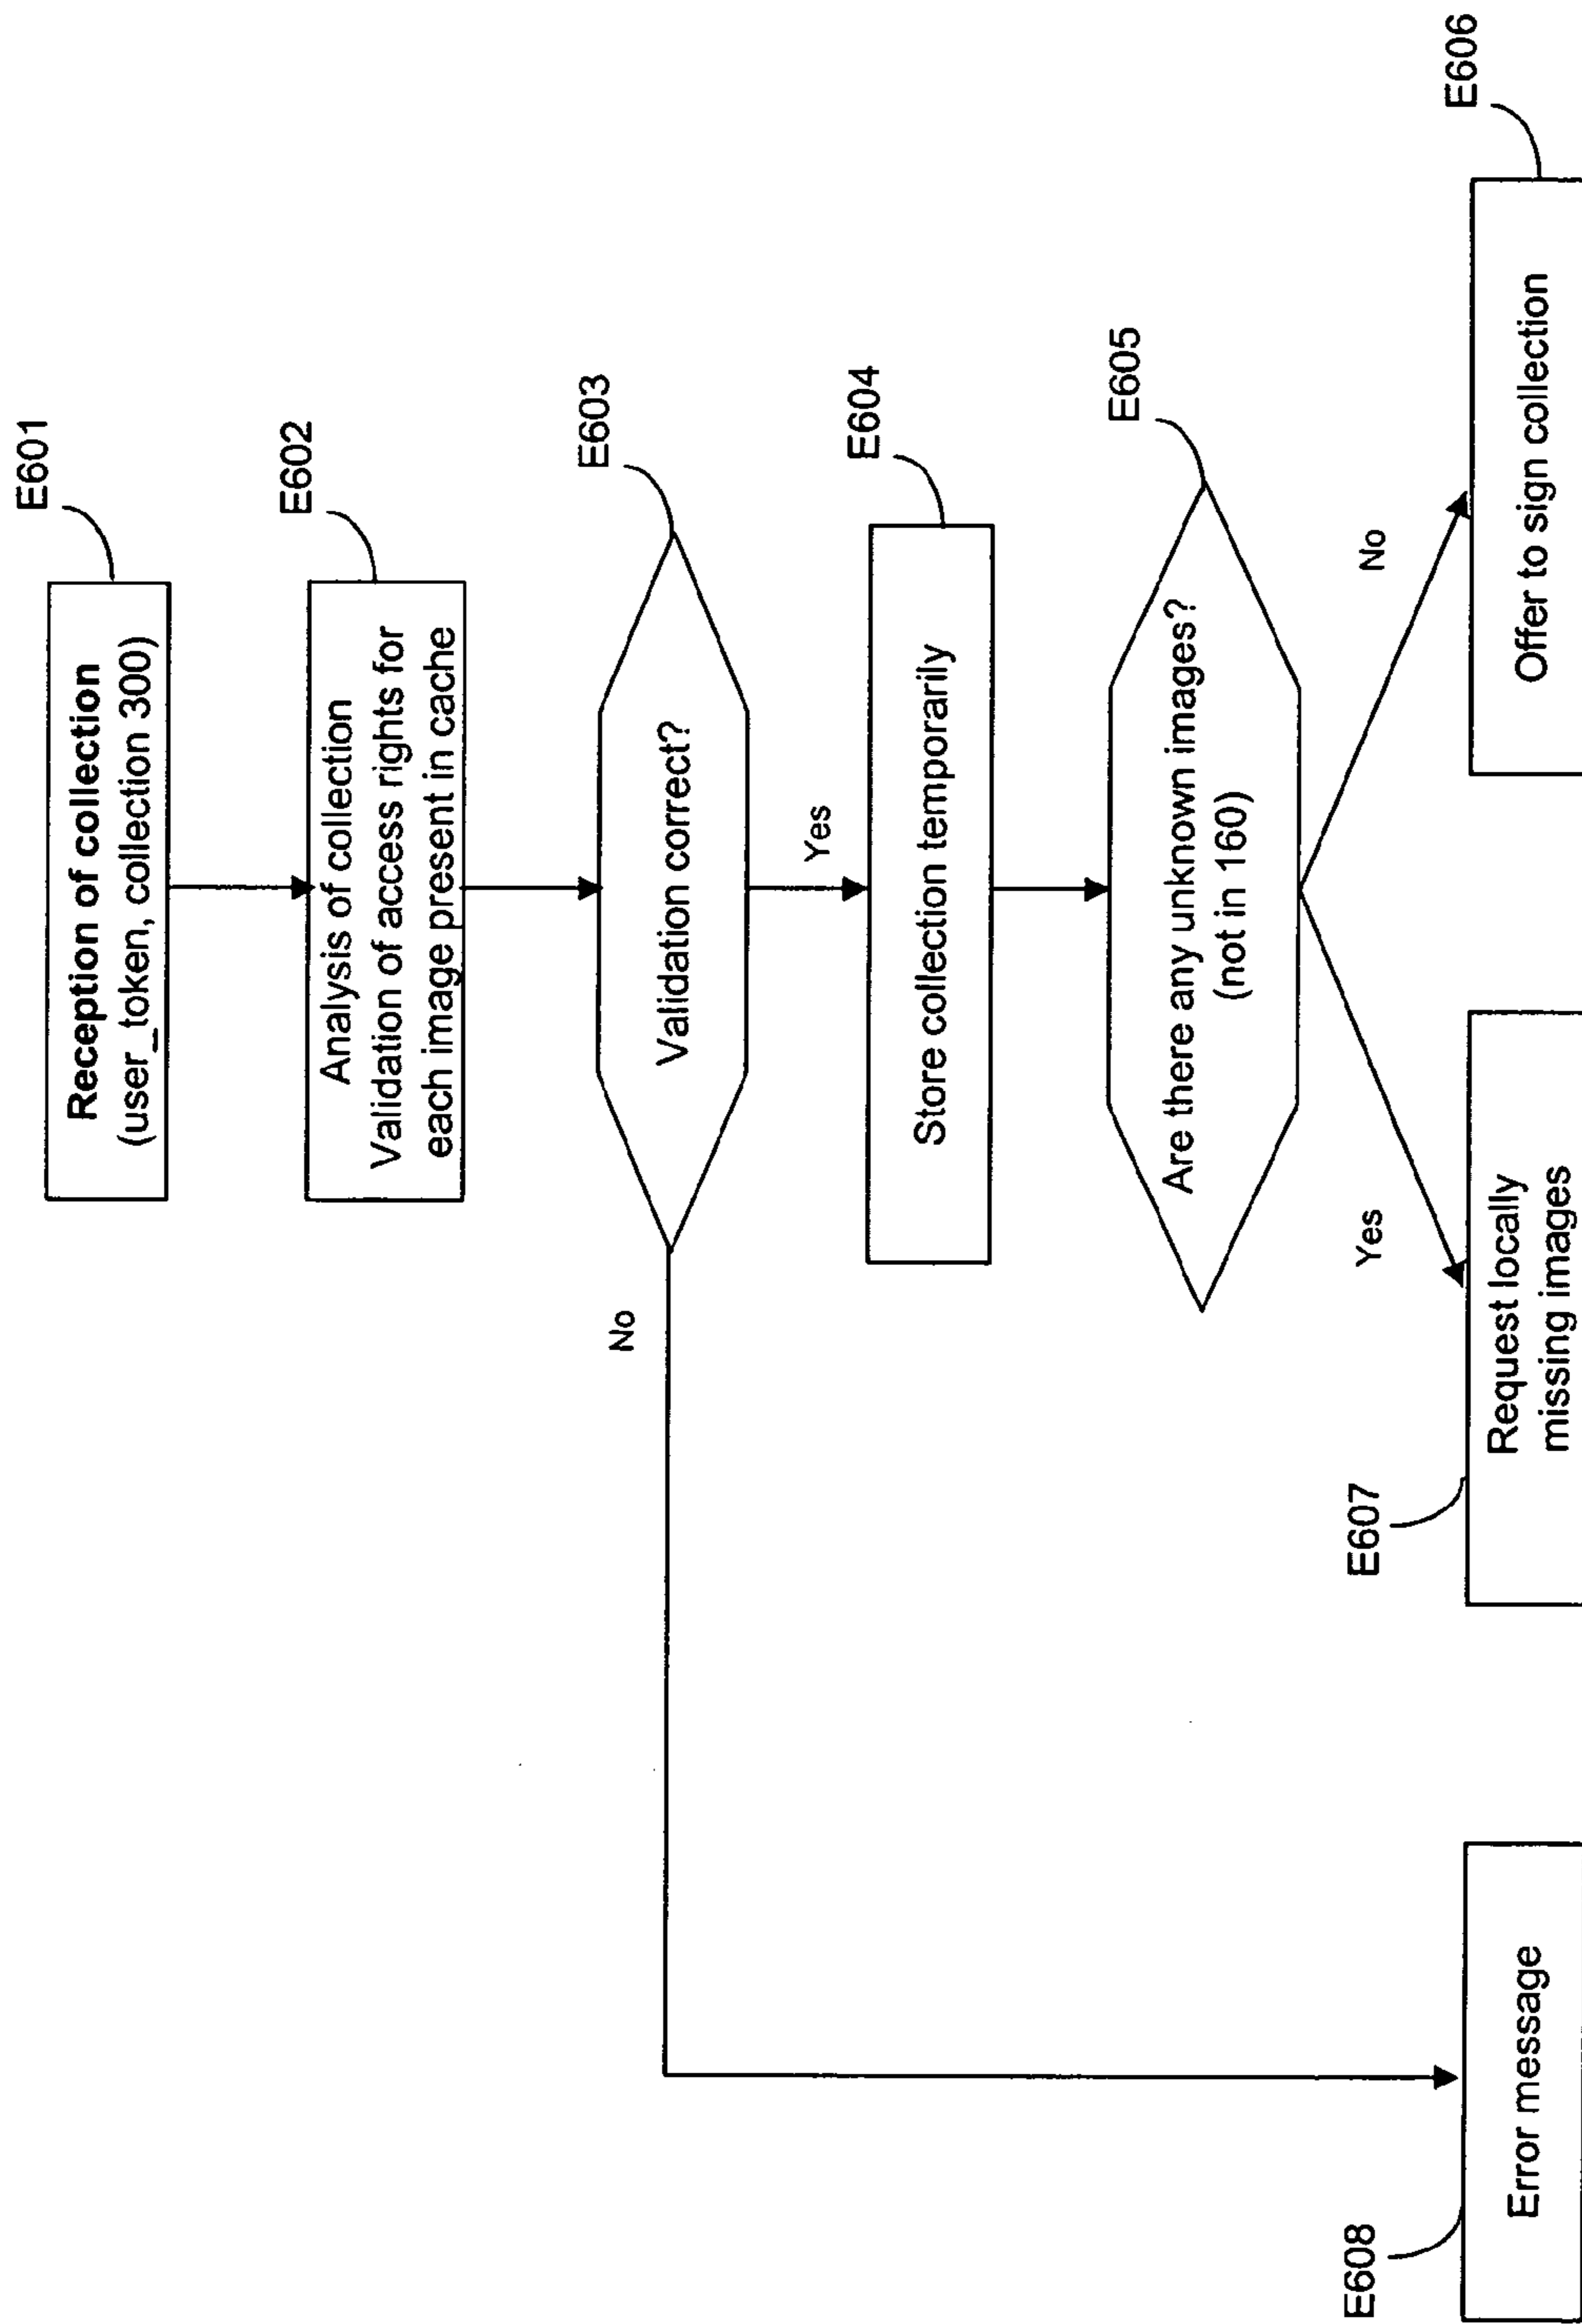 E601
Reception of collection
(user_token, collection 300)
E602
Analysis of collection
Validation of access rights for
each image present in cache
E603
Validation correct?
No
Yes
E604
Store collection temporarily
E605
Are there any unknown images?
(not in 160)
Yes
No
E608
Error message
E607
Request locally
missing images
E606
Offer to sign collection